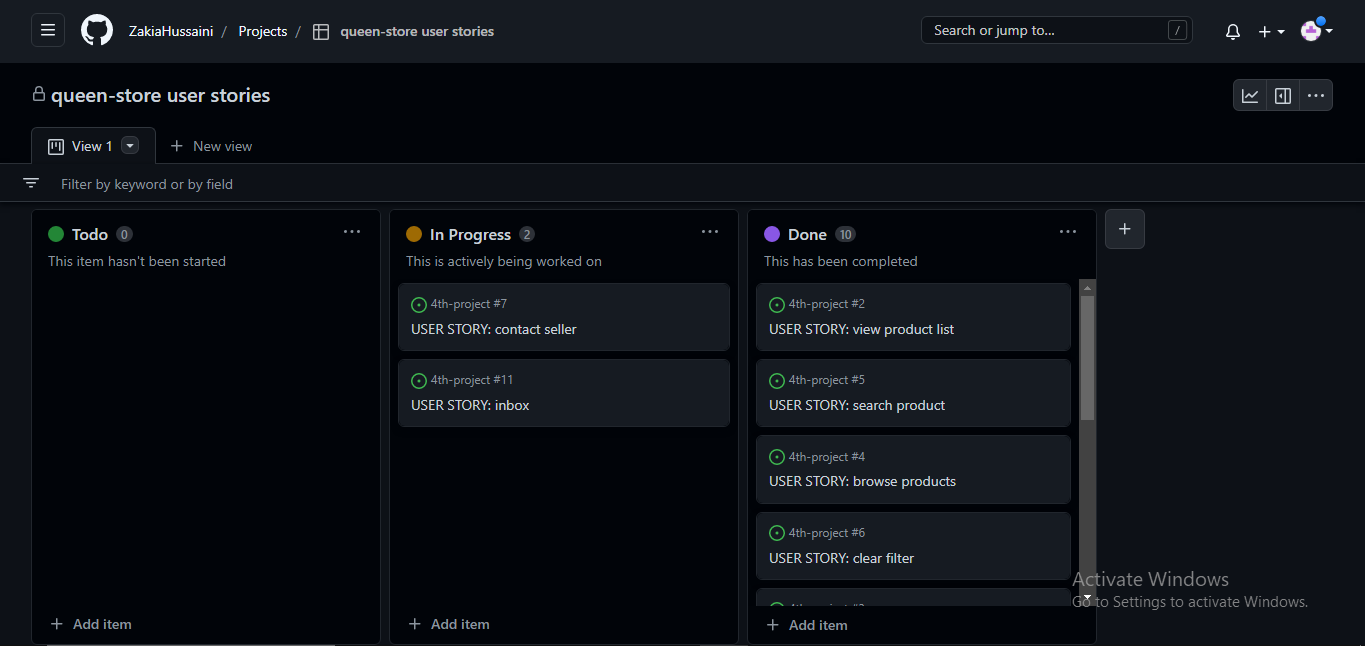 ZakiaHussaini / Projects / queen-store user stories
Search or jump to... /
queen-store user stories
View 1
New view
Filter by keyword or by field
Todo 0
This item hasn't been started
Add item
In Progress 2
This is actively being worked on
4th-project #7
USER STORY: contact seller
4th-project #11
USER STORY: inbox
Add item
Done 10
This has been completed
4th-project #2
USER STORY: view product list
4th-project #5
USER STORY: search product
4th-project #4
USER STORY: browse products
4th-project #6
USER STORY: clear filter
Add item
Activate Windows
Go to Settings to activate Windows.